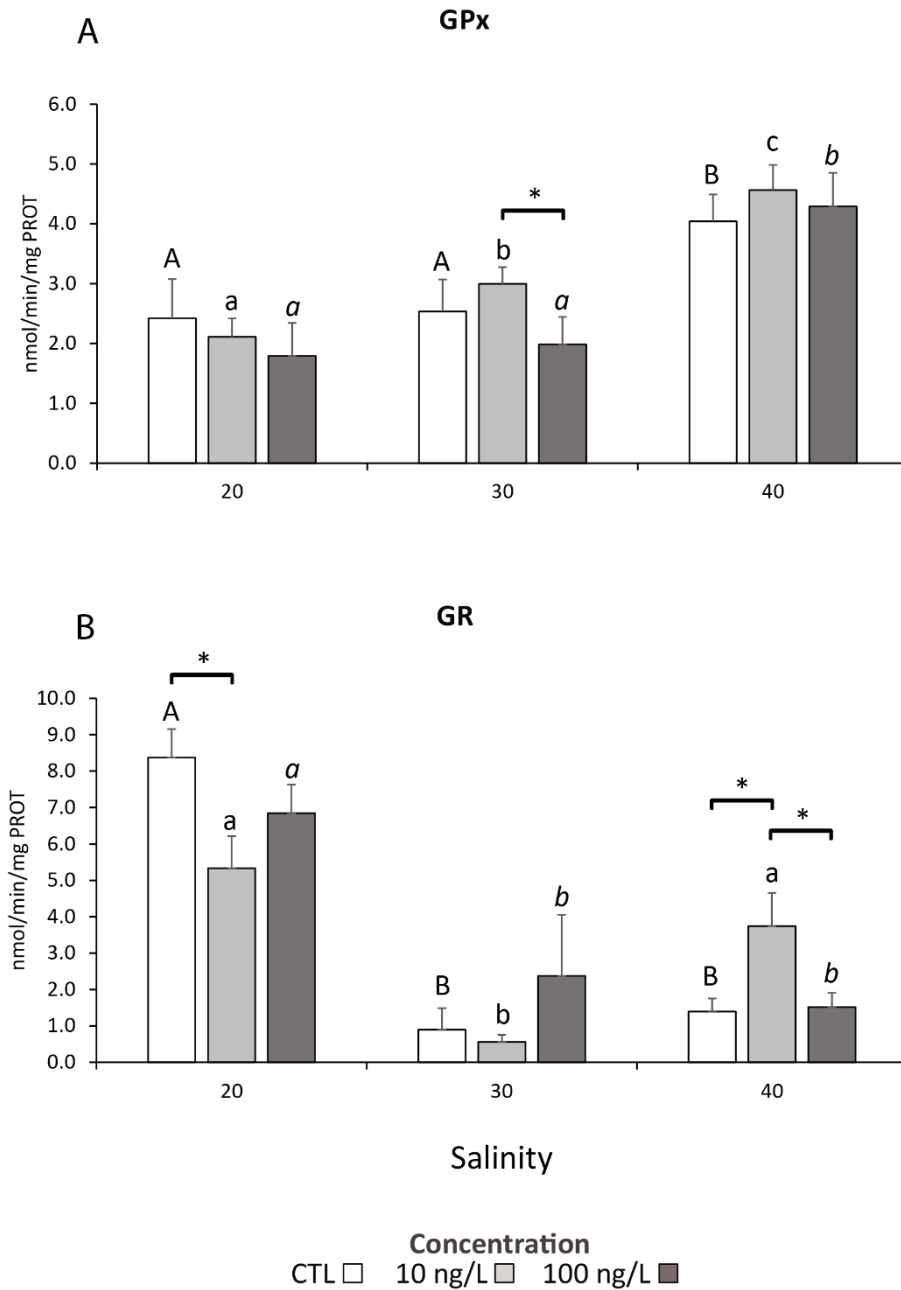 A
GPx
nmol/min/mg PROT
6.0
5.0
4.0
3.0
2.0
1.0
0.0
A
a
a
A
b
*
a
B
c
b
20
30
40
B
GR
nmol/min/mg PROT
10.0
9.0
8.0
7.0
6.0
5.0
4.0
3.0
2.0
1.0
0.0
*
A
a
a
B
b
b
*
*
B
a
b
20
30
40
Salinity
Concentration
CTL 10 ng/L 100 ng/L